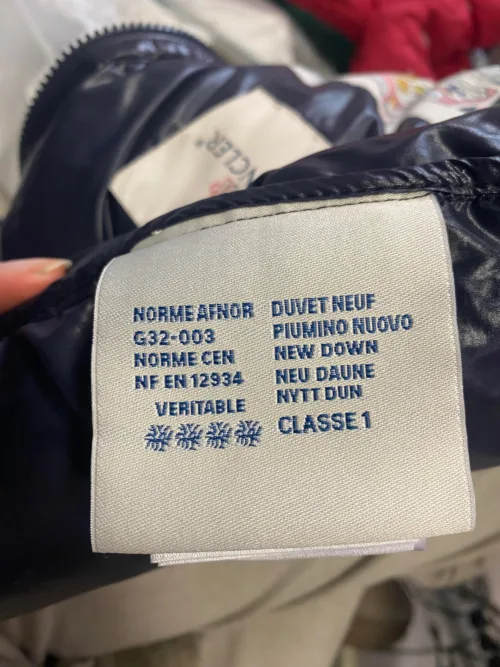 NCLER
NORME AFNOR
G32-003
NORME CEN
NF EN 12934
VERITABLE
DUVET NEUF
PIUMINO NUOVO
NEW DOWN
NEU DAUNE
NYTT DUN
CLASSE 1